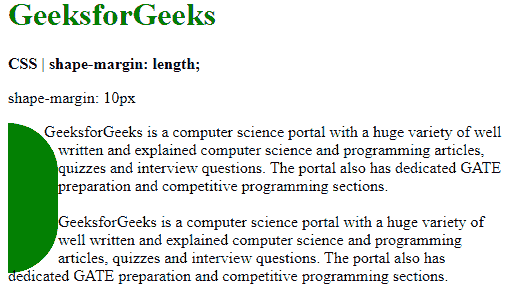 GeeksforGeeks
CSS | shape-margin: length;
shape-margin: 10px
GeeksforGeeks is a computer science portal with a huge variety of well
written and explained computer science and programming articles,
quizzes and interview questions. The portal also has dedicated GATE
preparation and competitive programming sections.
GeeksforGeeks is a computer science portal with a huge variety of
well written and explained computer science and programming
articles, quizzes and interview questions. The portal also has
dedicated GATE preparation and competitive programming sections.